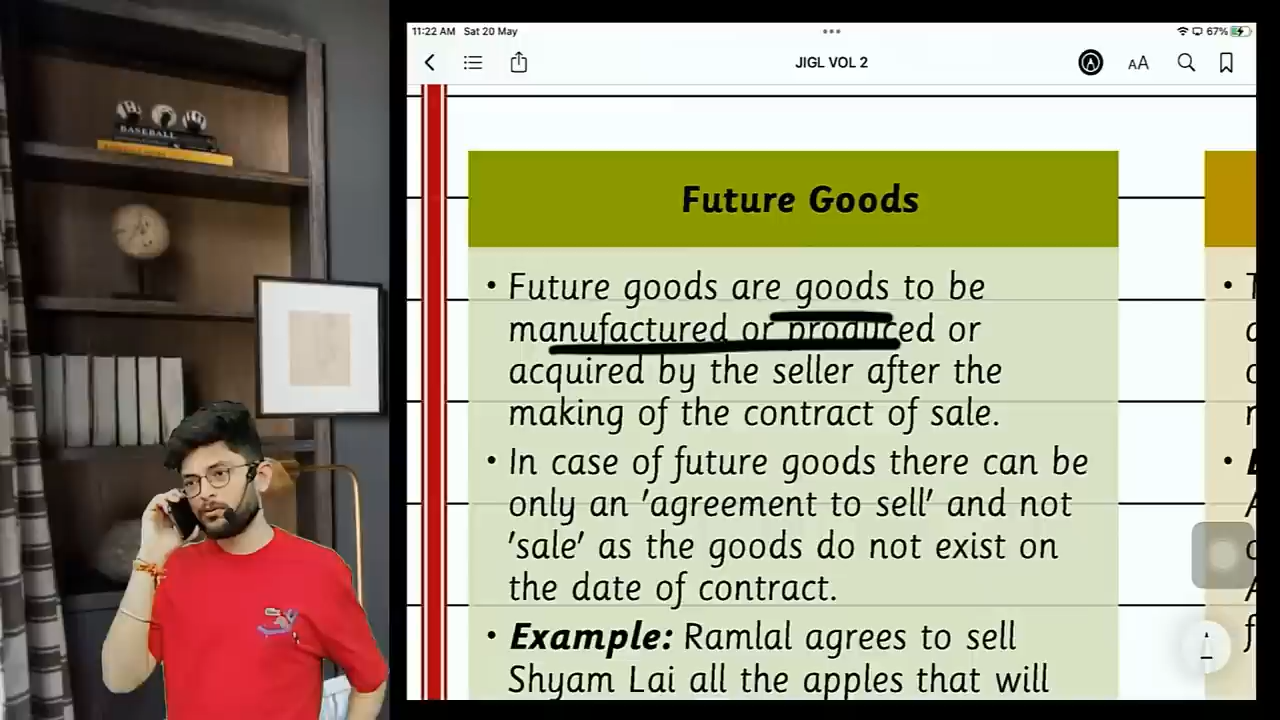 11:22 AM Sat 20 May
67%
JIGL VOL 2
AA
BASEBALL
Future Goods
• Future goods are goods to be
manufactured or produced or
acquired by the seller after the
making of the contract of sale.
• In case of future goods there can be
only an 'agreement to sell' and not
'sale' as the goods do not exist on
the date of contract.
• Example: Ramlal agrees to sell
Shyam Lai all the apples that will